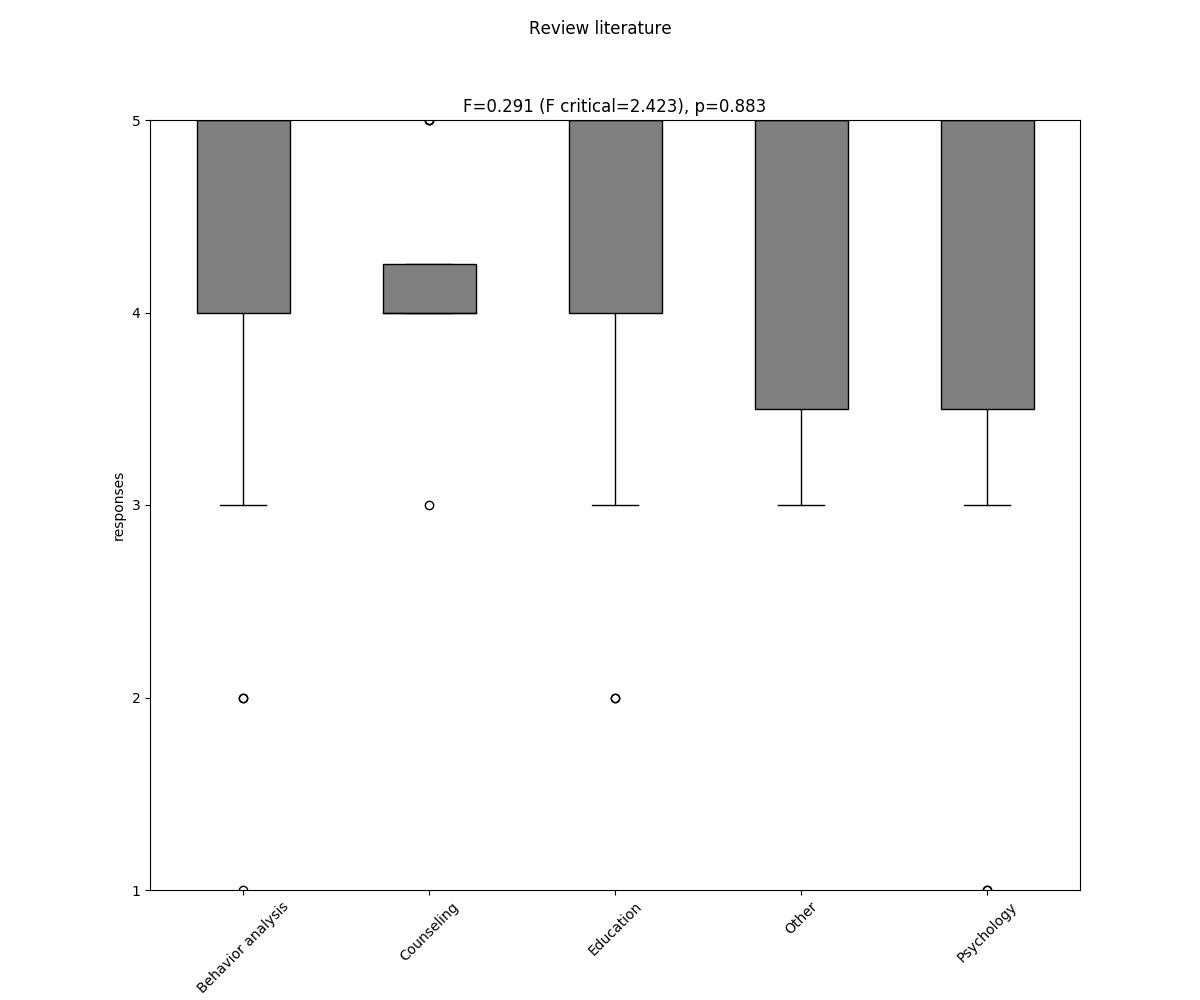 Review literature
F=0.291 (F critical=2.423), p=0.883
5
4
3
2
1
responses
Behavior analysis
Counseling
Education
Other
Psychology